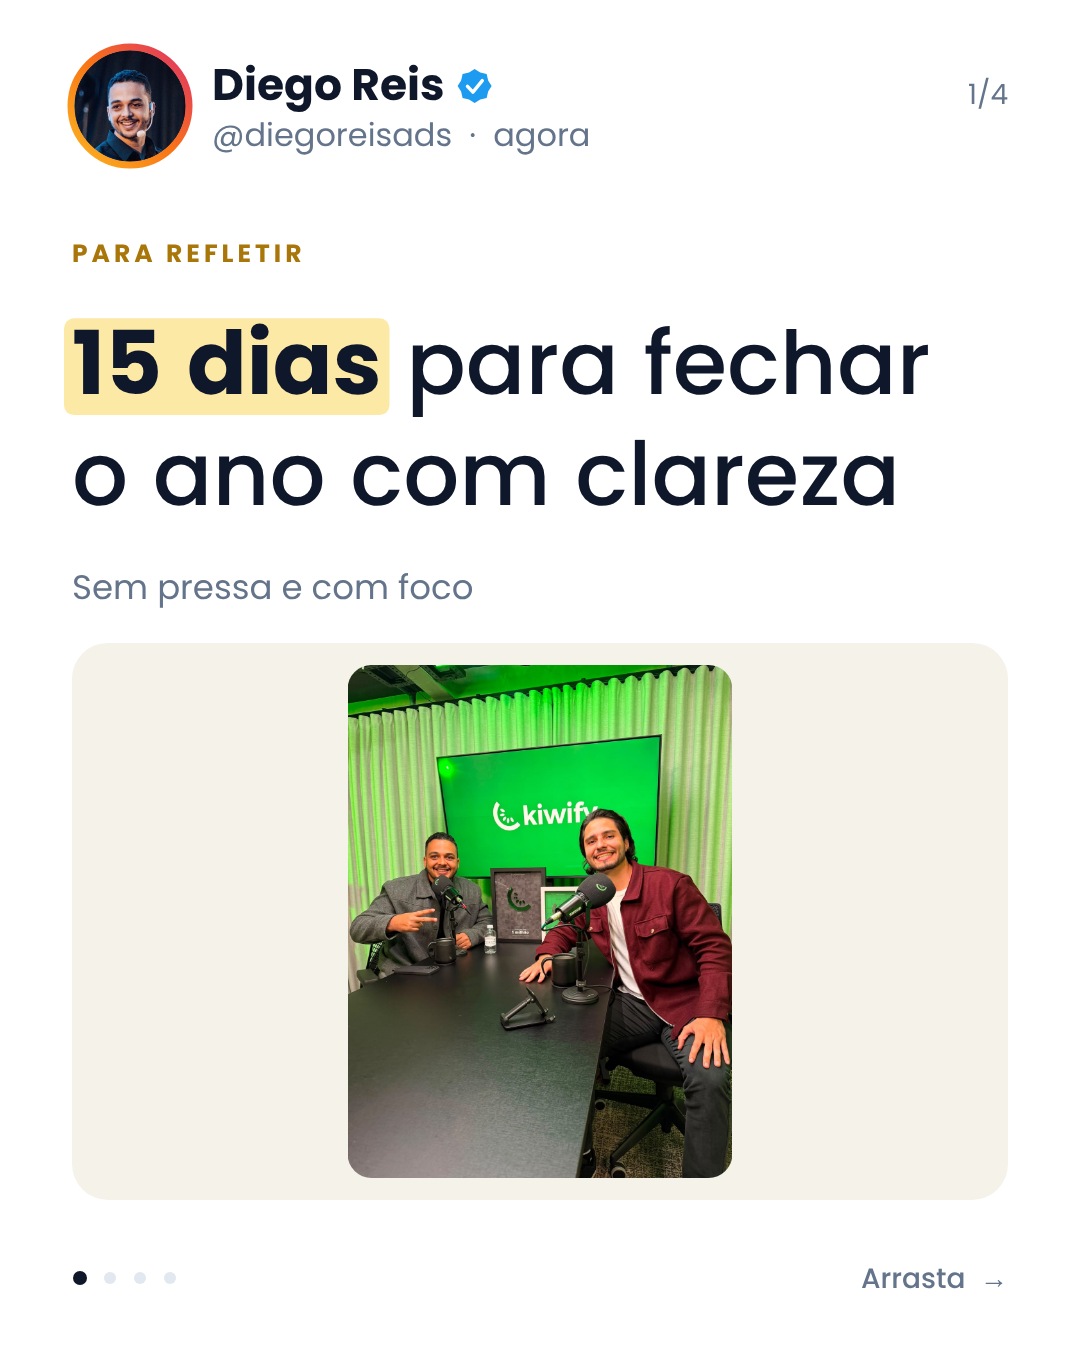 Diego Reis
@diegoreisads · agora
1/4
PARA REFLETIR
15 dias para fechar
o ano com clareza
Sem pressa e com foco
kiwify
Arrasta →